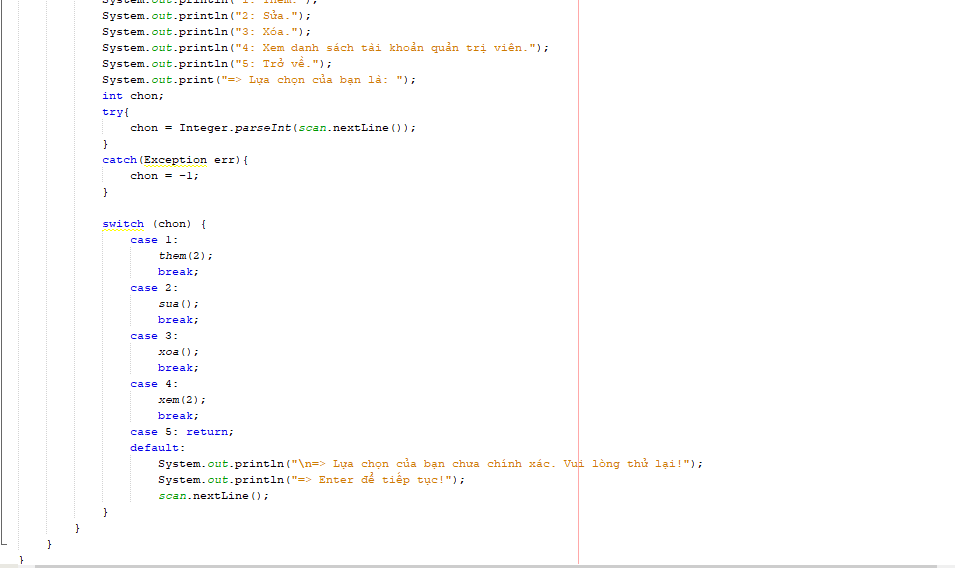 System.out.println("1: Thêm.");
System.out.println("2: Sửa.");
System.out.println("3: Xóa.");
System.out.println("4: Xem danh sách tài khoản quản trị viên.");
System.out.println("5: Trở về.");
System.out.print("=> Lựa chọn của bạn là: ");
int chon;
try{
chon = Integer.parseInt(scan.nextLine());
}
catch(Exception err){
chon = -1;
}
switch (chon) {
case 1:
them(2);
break;
case 2:
sua();
break;
case 3:
xoa();
break;
case 4:
xem(2);
break;
case 5: return;
default:
System.out.println("\n=> Lựa chọn của bạn chưa chính xác. Vui lòng thử lại!");
System.out.println("=> Enter để tiếp tục!");
scan.nextLine();
}
}
}
}